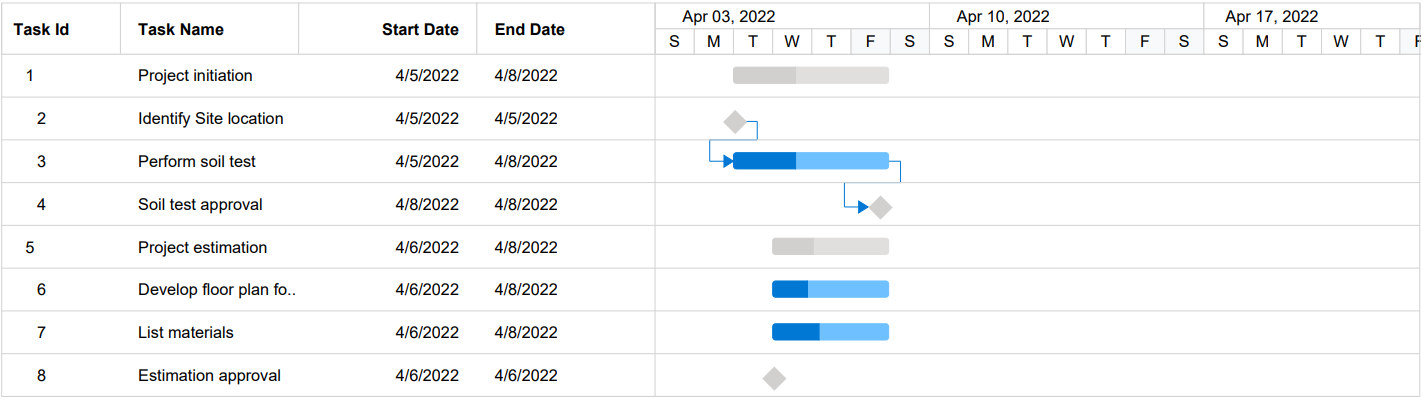 Apr 03, 2022 Apr 10, 2022 Apr 17, 2022
Task Id Task Name Start Date End Date
S M T W T F S S M T W T F S S M T W T F
1 Project initiation 4/5/2022 4/8/2022
2 Identify Site location 4/5/2022 4/5/2022
3 Perform soil test 4/5/2022 4/8/2022
4 Soil test approval 4/8/2022 4/8/2022
5 Project estimation 4/6/2022 4/8/2022
6 Develop floor plan fo.. 4/6/2022 4/8/2022
7 List materials 4/6/2022 4/8/2022
8 Estimation approval 4/6/2022 4/6/2022